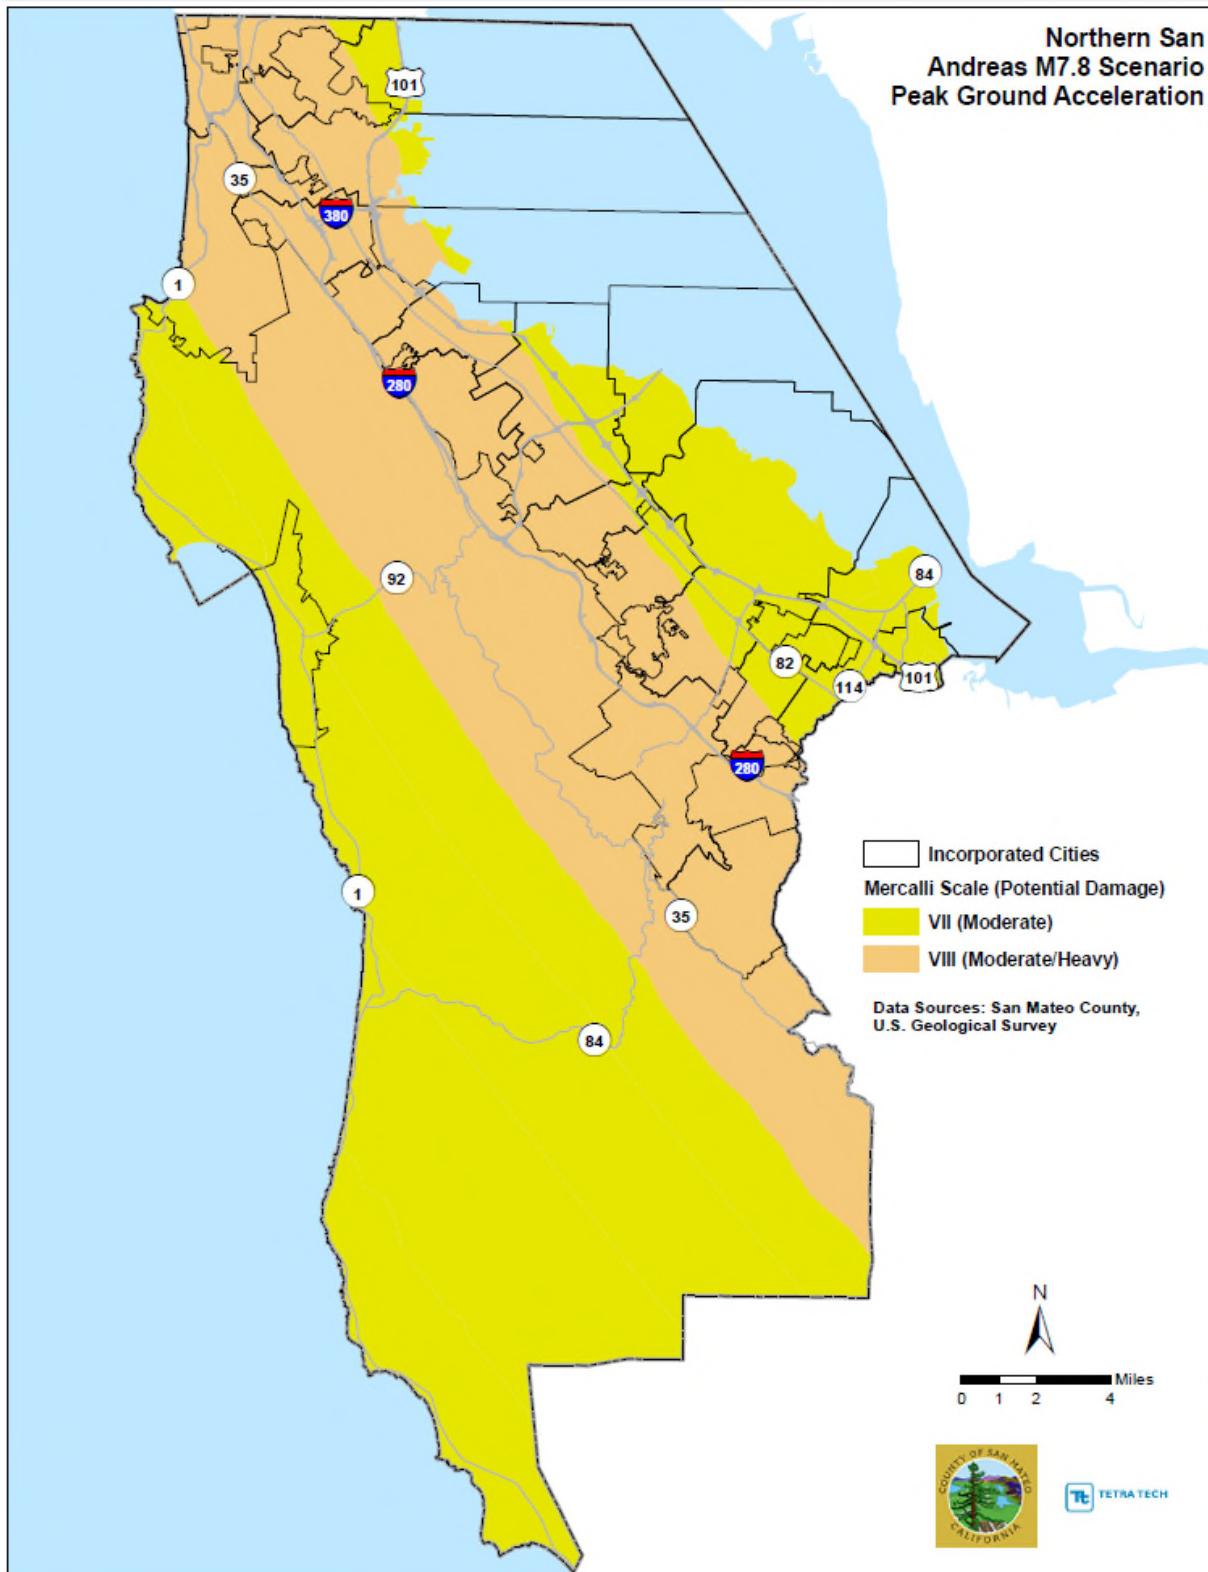 Northern San
Andreas M7.8 Scenario
Peak Ground Acceleration
101
35
380
1
280
92
84
82
114
101
280
1
35
84
Incorporated Cities
Mercalli Scale (Potential Damage)
VII (Moderate)
VIII (Moderate/Heavy)
Data Sources: San Mateo County,
U.S. Geological Survey
N
Miles
0 1 2 4
COUNTY OF SAN MATEO
CALIFORNIA
Tt TETRA TECH